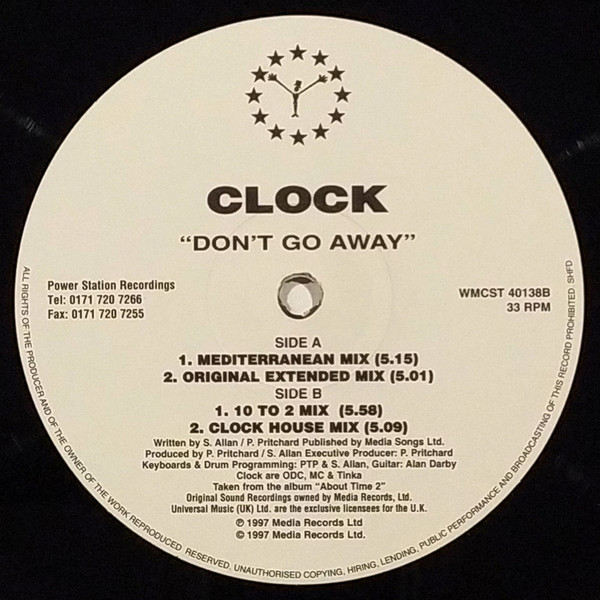 CLOCK
"DON'T GO AWAY"
Power Station Recordings
Tel: 0171 720 7266
Fax: 0171 720 7255
WMCST 40138B
33 RPM
SIDE A
1. MEDITERRANEAN MIX (5.15)
2. ORIGINAL EXTENDED MIX (5.01)
SIDE B
1. 10 TO 2 MIX (5.58)
2. CLOCK HOUSE MIX (5.09)
Written by S. Allan / P. Pritchard Published by Media Songs Ltd.
Produced by P. Pritchard / S. Allan Executive Producer: P. Pritchard
Keyboards & Drum Programming: PTP & S. Allan, Guitar: Alan Darby
Clock are ODC, MC & Tinka
Taken from the album "About Time 2"
Original Sound Recordings owned by Media Records, Ltd.
Universal Music (UK) Ltd. are the exclusive licensees for the U.K.
℗ 1997 Media Records Ltd
© 1997 Media Records Ltd.
ALL RIGHTS OF THE PRODUCER AND OF THE OWNER OF THE WORK REPRODUCED RESERVED. UNAUTHORISED COPYING, HIRING, LENDING, PUBLIC PERFORMANCE AND BROADCASTING OF THIS RECORD PROHIBITED. SHFD